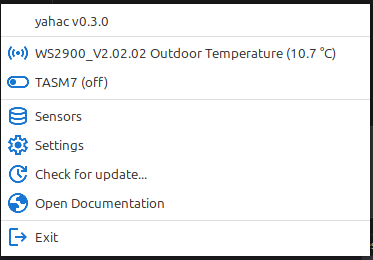 yahac v0.3.0
WS2900_V2.02.02 Outdoor Temperature (10.7 °C)
TASM7 (off)
Sensors
Settings
Check for update...
Open Documentation
Exit